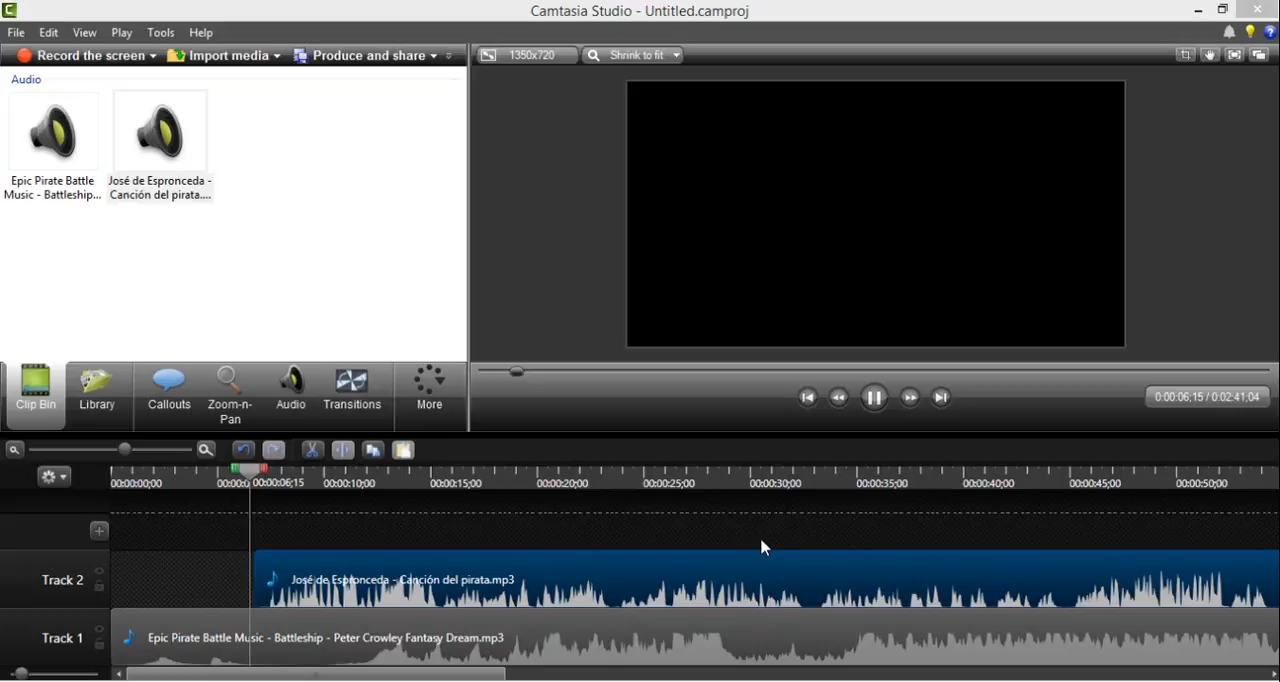 Camtasia Studio - Untitled.camproj
File Edit View Play Tools Help
Record the screen Import media Produce and share
1350x720 Shrink to fit
Audio
Epic Pirate Battle
Music - Battleship...
José de Espronceda -
Canción del pirata....
Clip Bin Library Callouts Zoom-n-
Pan Audio Transitions More
0:00:06;15 / 0:02:41;04
00:00:00;00 00:00:06;15 00:00:10;00 00:00:15;00 00:00:20;00 00:00:25;00 00:00:30;00 00:00:35;00 00:00:40;00 00:00:45;00 00:00:50;00
Track 2
José de Espronceda - Canción del pirata.mp3
Track 1
Epic Pirate Battle Music - Battleship - Peter Crowley Fantasy Dream.mp3